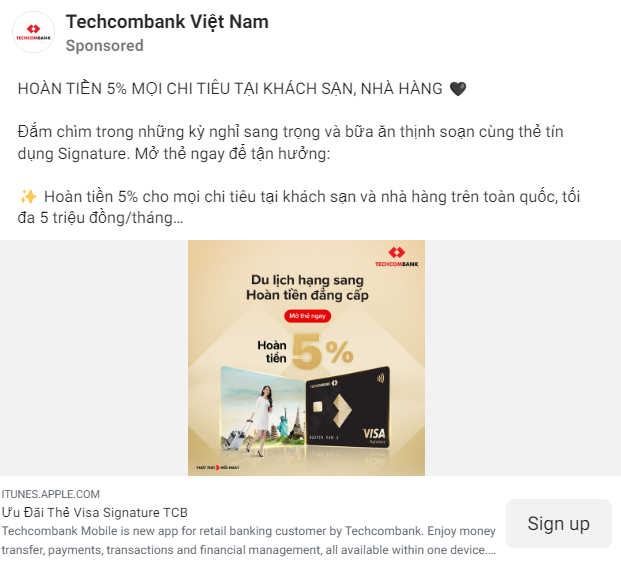 Techcombank Việt Nam
Sponsored
HOÀN TIỀN 5% MỌI CHI TIÊU TẠI KHÁCH SẠN, NHÀ HÀNG 🖤
Đắm chìm trong những kỳ nghỉ sang trọng và bữa ăn thịnh soạn cùng thẻ tín
dụng Signature. Mở thẻ ngay để tận hưởng:
✨ Hoàn tiền 5% cho mọi chi tiêu tại khách sạn và nhà hàng trên toàn quốc, tối
đa 5 triệu đồng/tháng...
TECHCOMBANK
TECHCOMBANK
Du lịch hạng sang
Hoàn tiền đẳng cấp
Mở thẻ ngay
Hoàn
tiền 5%
TECHCOMBANK
NGUYEN VAN A
VISA
Signature
VƯỢT TRỘI MỖI NGÀY
ITUNES.APPLE.COM
Ưu Đãi Thẻ Visa Signature TCB
Techcombank Mobile is new app for retail banking customer by Techcombank. Enjoy money
transfer, payments, transactions and financial management, all available within one device....
Sign up